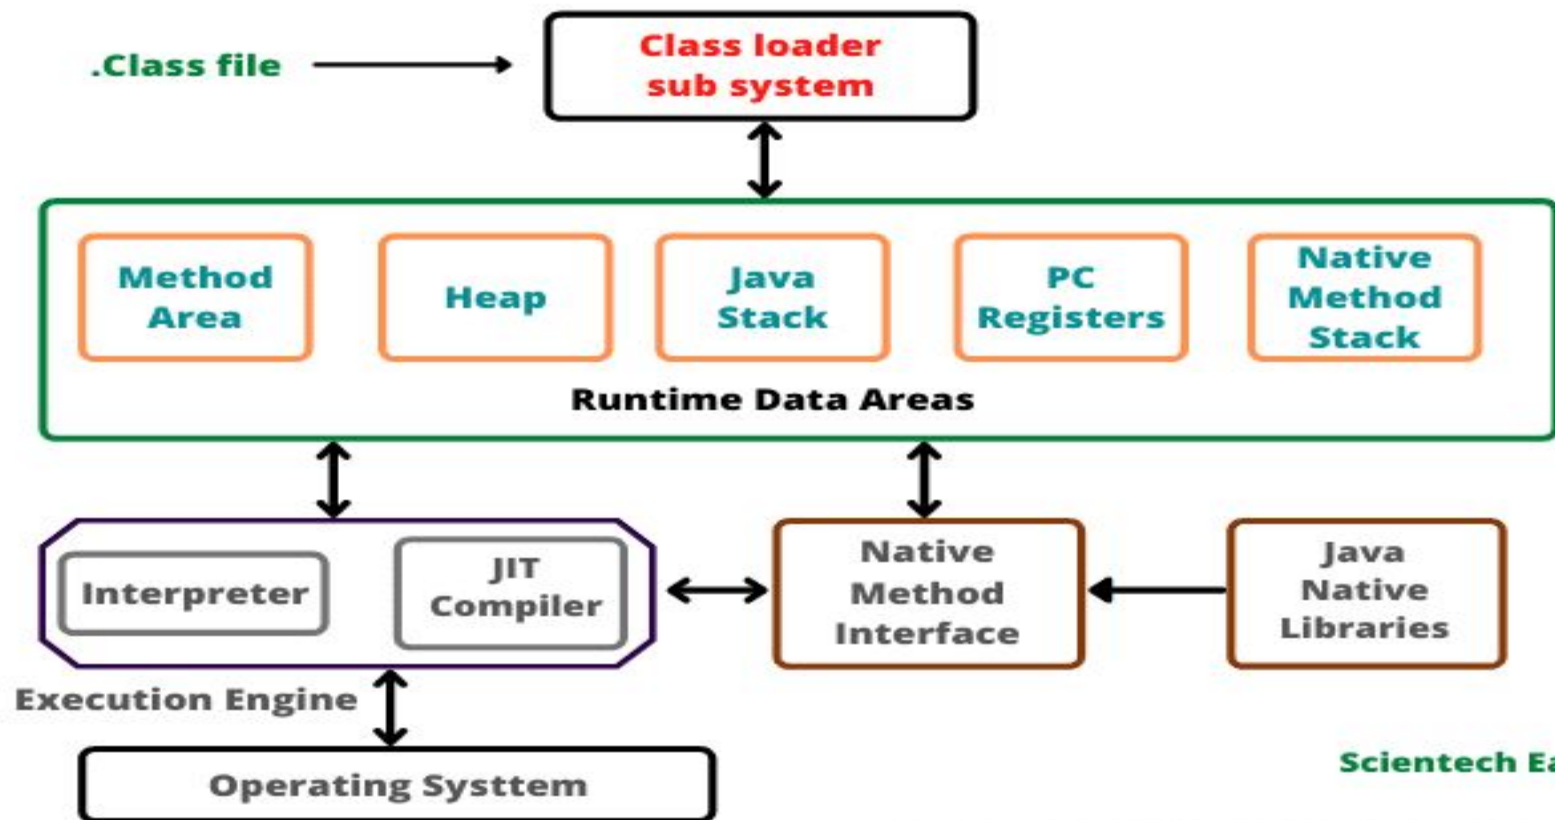 .Class file
Class loader
sub system
Method
Area
Heap
Java
Stack
PC
Registers
Native
Method
Stack
Runtime Data Areas
Interpreter
JIT
Compiler
Native
Method
Interface
Java
Native
Libraries
Execution Engine
Operating Systtem
Scientech